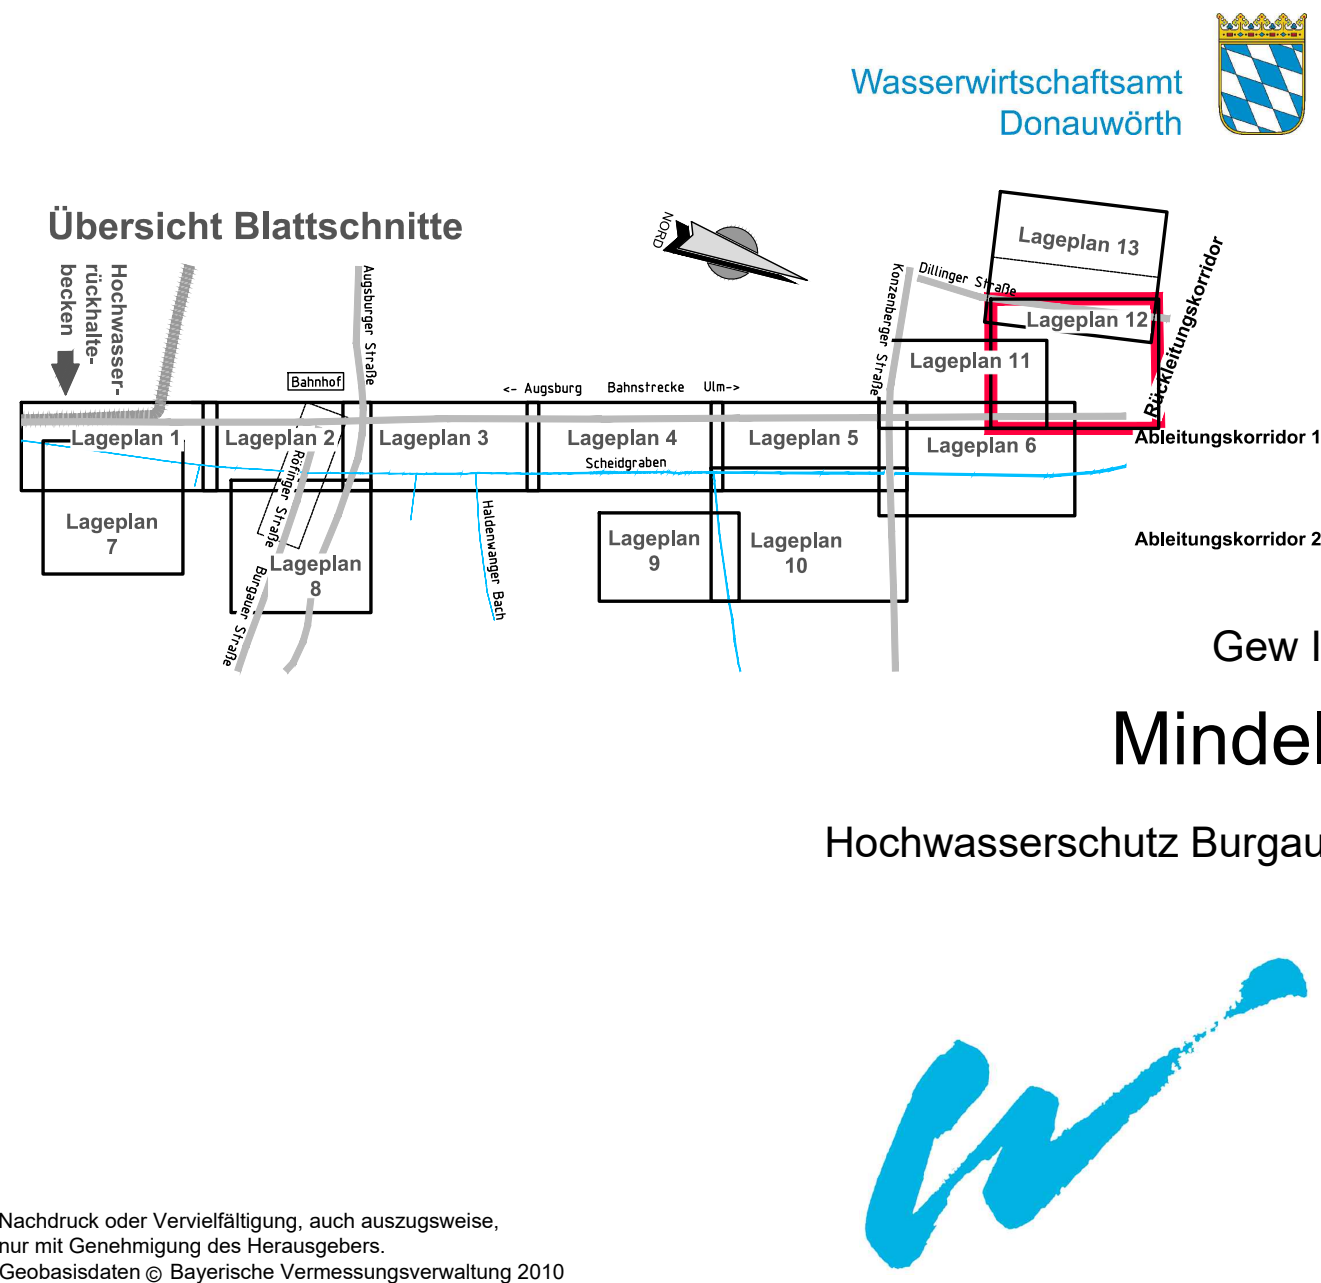 Wasserwirtschaftsamt
Donauwörth
Übersicht Blattschnitte
Hochwasser-
rückhalte-
becken
NORD
Augsburger Straße
Bahnhof
<- Augsburg Bahnstrecke Ulm->
Konzenberger Straße
Dillinger Straße
Lageplan 13
Lageplan 12
Rückleitungskorridor
Lageplan 11
Lageplan 1
Lageplan 2
Lageplan 3
Lageplan 4
Lageplan 5
Lageplan 6
Ableitungskorridor 1
Scheidgraben
Röfinger Straße
Haldenwanger Bach
Lageplan
7
Lageplan
8
Burgauer Straße
Lageplan
9
Lageplan
10
Ableitungskorridor 2
Gew I
Mindel
Hochwasserschutz Burgau
Nachdruck oder Vervielfältigung, auch auszugsweise,
nur mit Genehmigung des Herausgebers.
Geobasisdaten © Bayerische Vermessungsverwaltung 2010